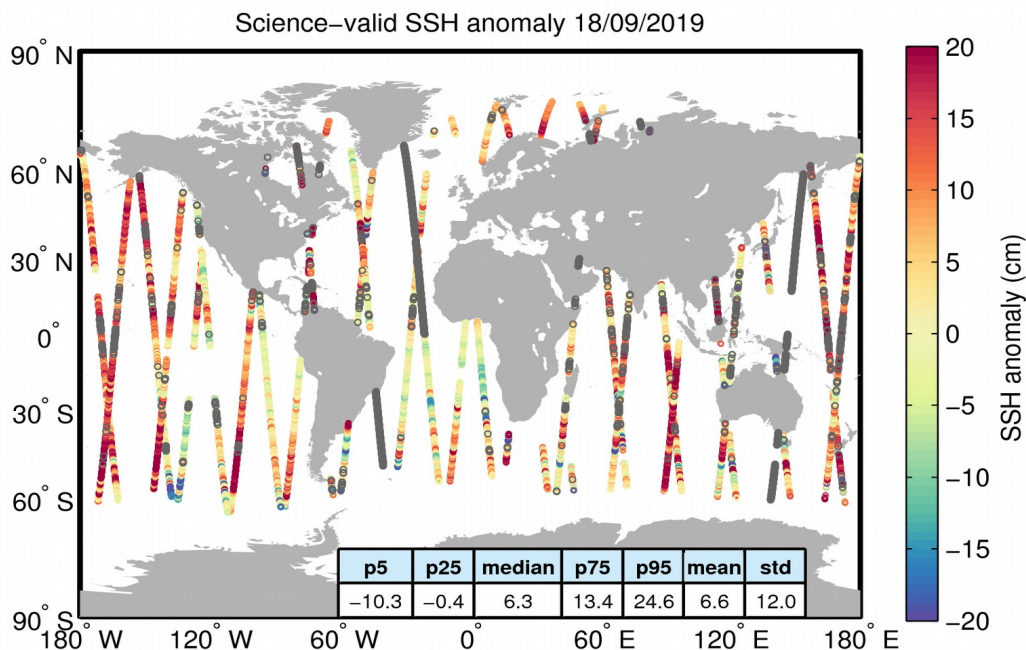 Science−valid SSH anomaly 18/09/2019
90° N
60° N
30° N
0°
30° S
60° S
90° S
180° W
120° W
60° W
0°
60° E
120° E
180° E
20
15
10
5
0
−5
−10
−15
−20
SSH anomaly (cm)
p5 p25 median p75 p95 mean std
−10.3 −0.4 6.3 13.4 24.6 6.6 12.0